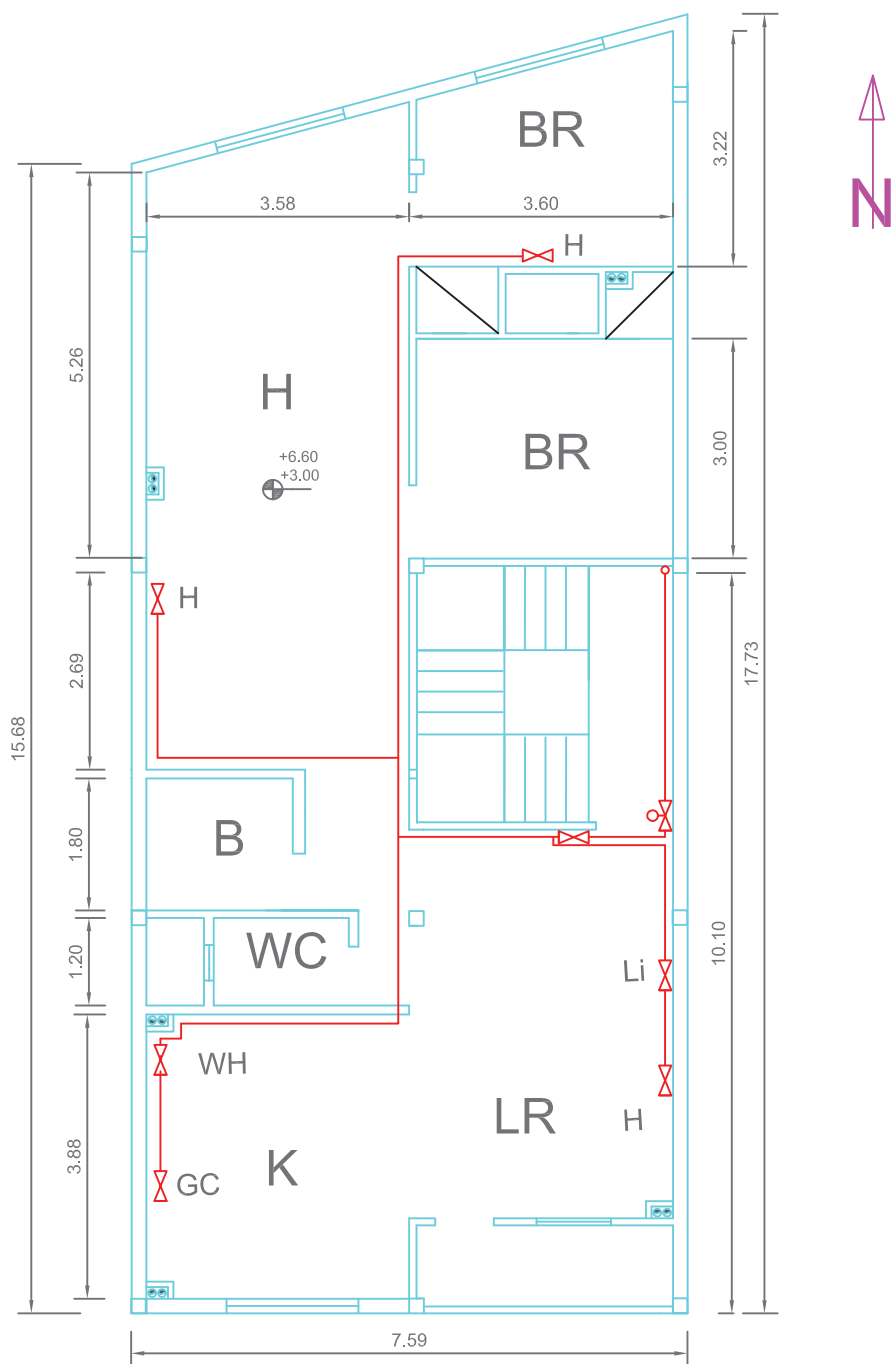 BR
3.22
N
3.58
3.60
H
5.26
H
BR
3.00
+6.60
+3.00
H
2.69
17.73
15.68
B
1.80
WC
1.20
10.10
Li
WH
LR
H
3.88
K
GC
7.59